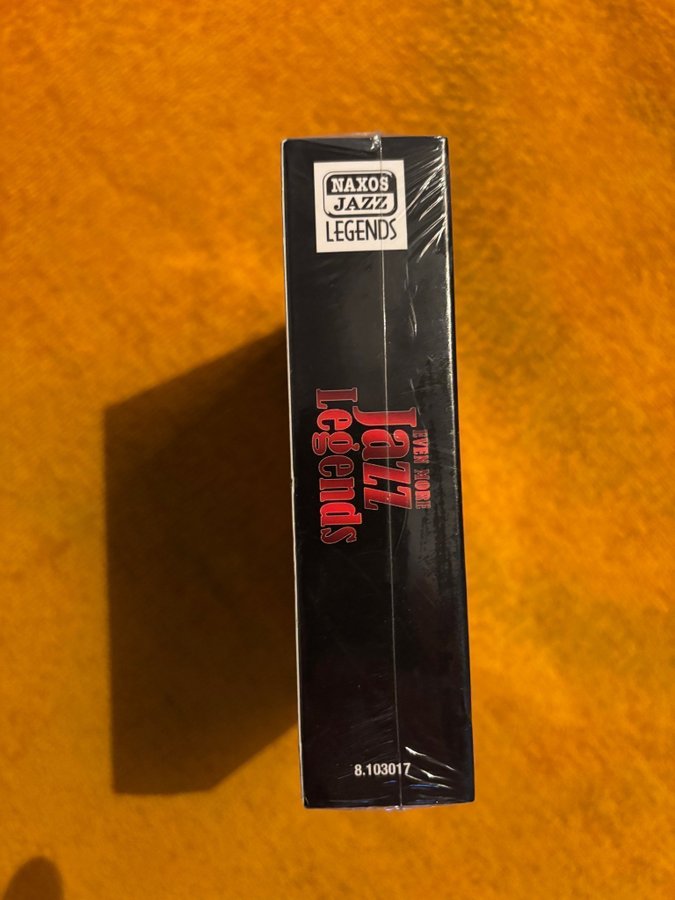 NAXOS
JAZZ
LEGENDS
EVEN MORE
Jazz
Legends
8.103017